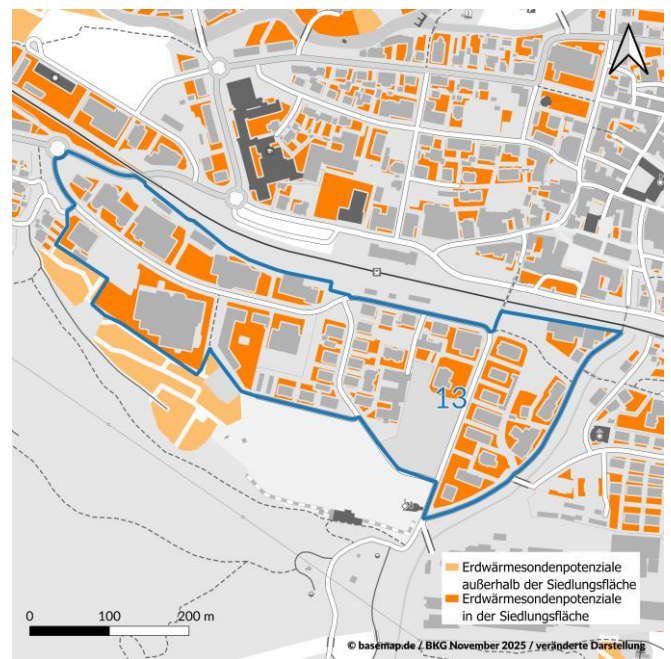 13
Erdwärmesondenpotenziale
außerhalb der Siedlungsfläche
Erdwärmesondenpotenziale
in der Siedlungsfläche
0 100 200 m
© basemap.de / BKG November 2025 / veränderte Darstellung